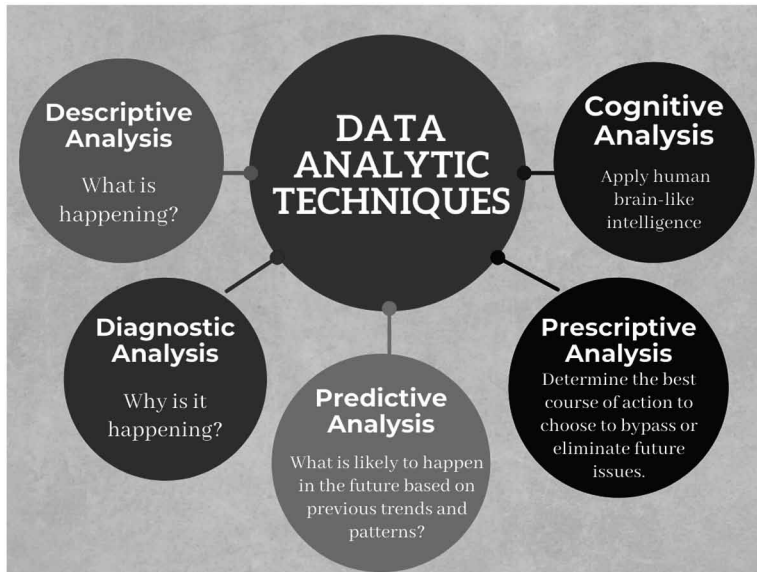 DATA
ANALYTIC
TECHNIQUES
Descriptive
Analysis
What is
happening?
Diagnostic
Analysis
Why is it
happening?
Predictive
Analysis
What is likely to happen
in the future based on
previous trends and
patterns?
Prescriptive
Analysis
Determine the best
course of action to
choose to bypass or
eliminate future
issues.
Cognitive
Analysis
Apply human
brain-like
intelligence